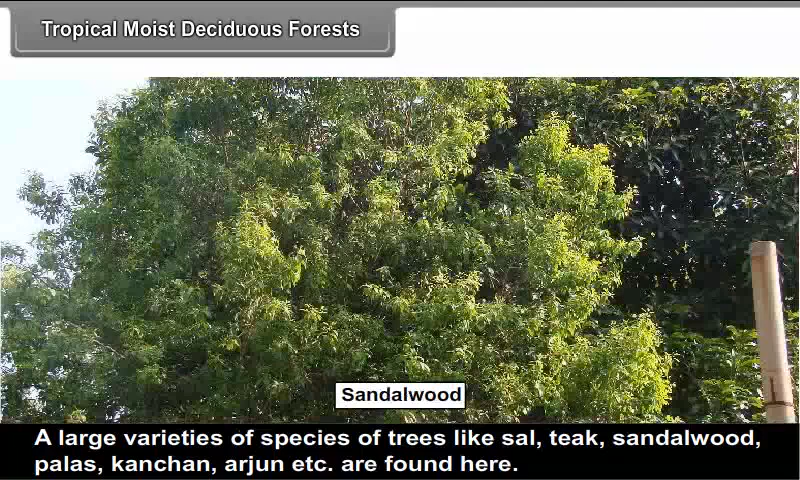 Tropical Moist Deciduous Forests
Sandalwood
A large varieties of species of trees like sal, teak, sandalwood,
palas, kanchan, arjun etc. are found here.